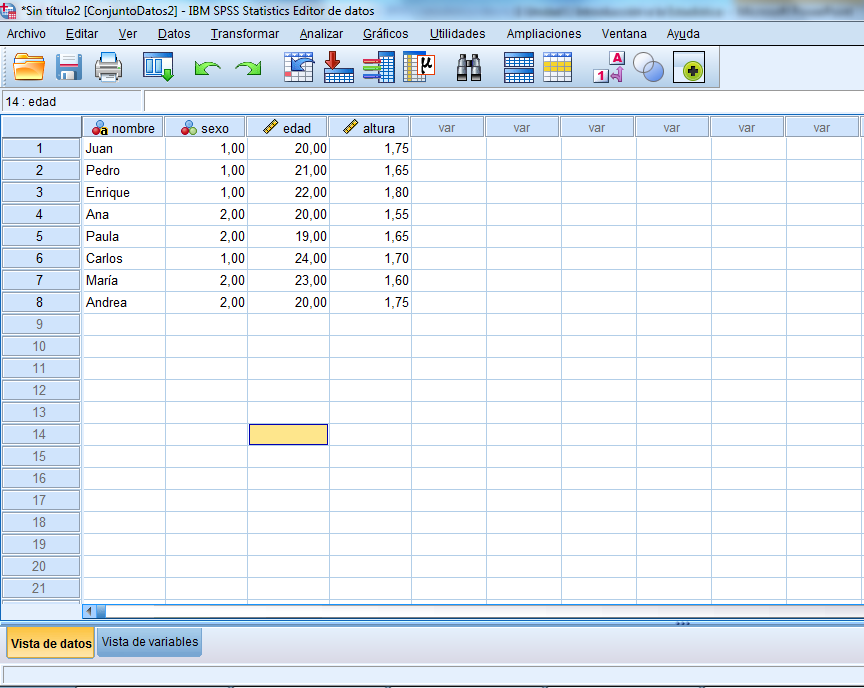 *Sin título2 [ConjuntoDatos2] - IBM SPSS Statistics Editor de datos
Archivo Editar Ver Datos Transformar Analizar Gráficos Utilidades Ampliaciones Ventana Ayuda
μ 1 A
14 : edad
a nombre sexo edad altura var var var var var var
1 Juan 1,00 20,00 1,75
2 Pedro 1,00 21,00 1,65
3 Enrique 1,00 22,00 1,80
4 Ana 2,00 20,00 1,55
5 Paula 2,00 19,00 1,65
6 Carlos 1,00 24,00 1,70
7 María 2,00 23,00 1,60
8 Andrea 2,00 20,00 1,75
9
10
11
12
13
14
15
16
17
18
19
20
21
Vista de datos Vista de variables